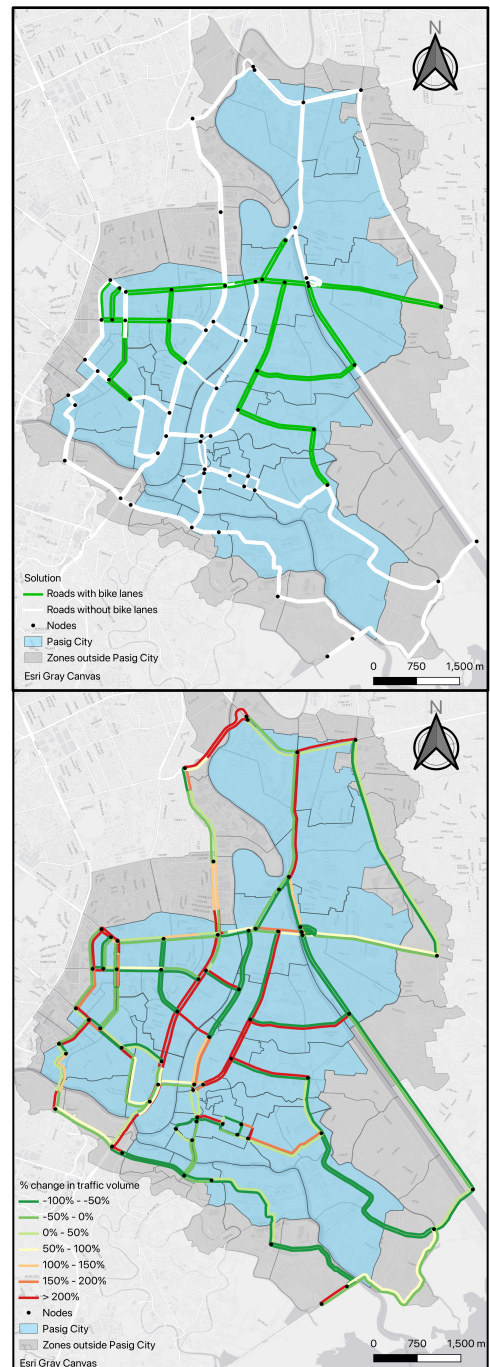 N
Solution
Roads with bike lanes
Roads without bike lanes
Nodes
Pasig City
Zones outside Pasig City
Esri Gray Canvas
0 750 1,500 m
N
% change in traffic volume
-100% - -50%
-50% - 0%
0% - 50%
50% - 100%
100% - 150%
150% - 200%
> 200%
Nodes
Pasig City
Zones outside Pasig City
Esri Gray Canvas
0 750 1,500 m